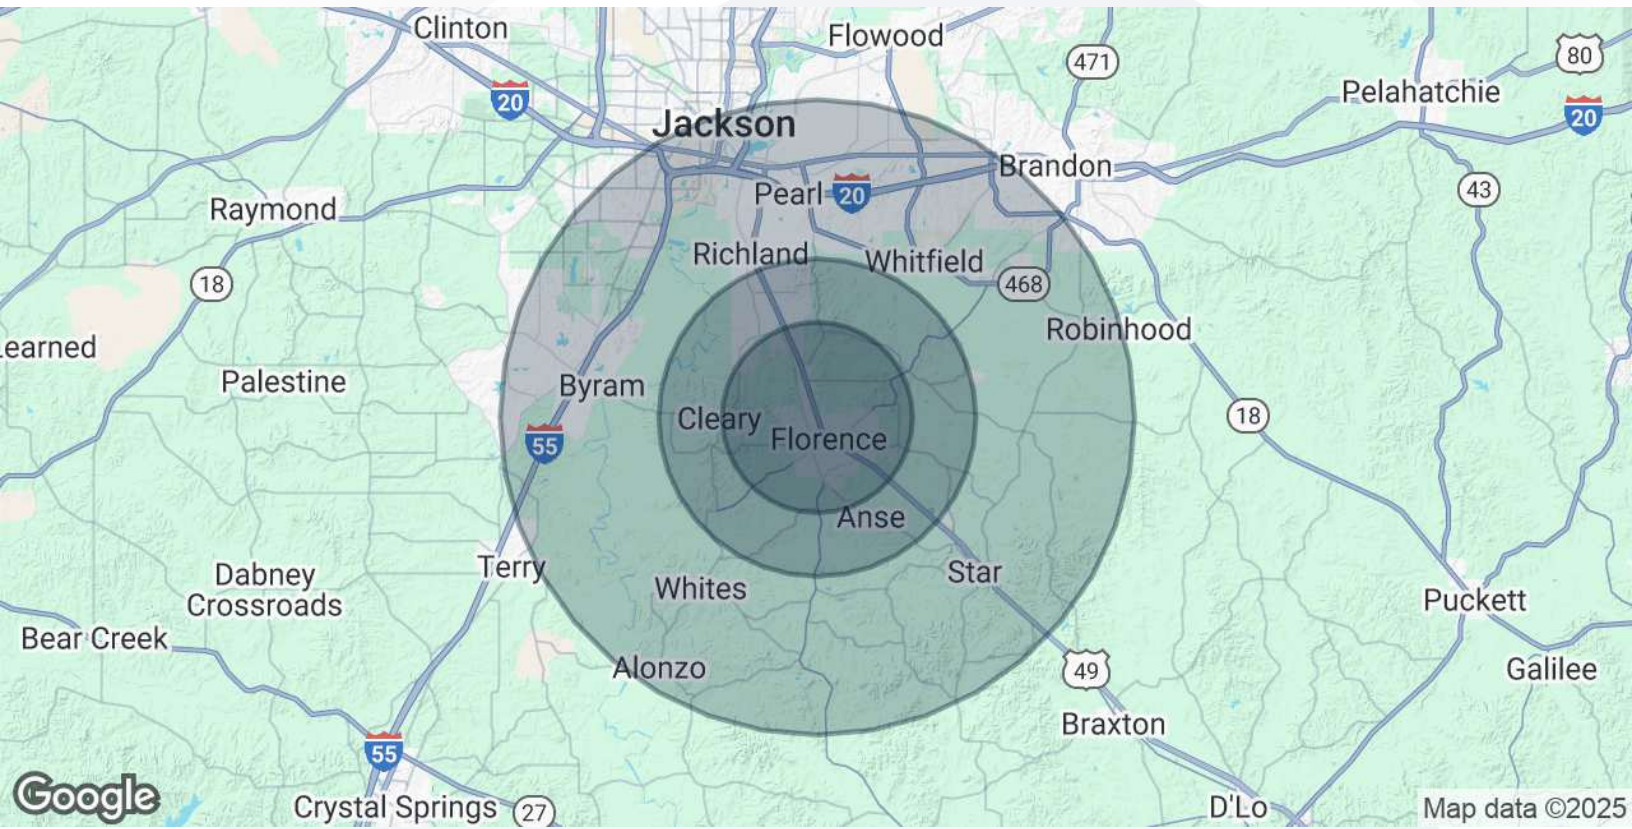 Clinton
Flowood
471
80
20
Pelahatchie
20
Jackson
Brandon
Pearl
20
43
Raymond
Richland
Whitfield
18
468
Robinhood
earned
Palestine
Byram
Cleary
18
Florence
55
Anse
Terry
Star
Dabney
Crossroads
Whites
Puckett
Bear Creek
Alonzo
49
Galilee
Braxton
55
Google
Crystal Springs
27
D'Lo
Map data ©2025